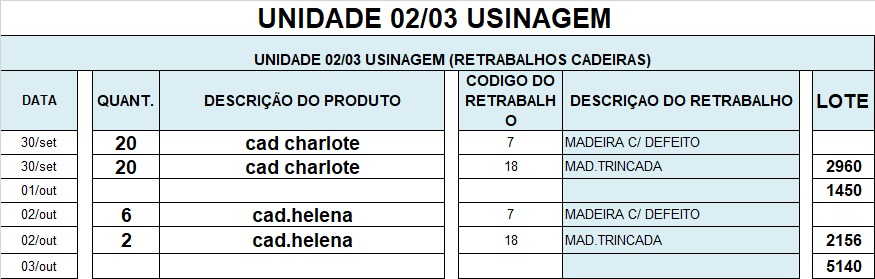 UNIDADE 02/03 USINAGEM
UNIDADE 02/03 USINAGEM (RETRABALHOS CADEIRAS)
DATA QUANT. DESCRIÇÃO DO PRODUTO CODIGO DO RETRABALHO DESCRIÇAO DO RETRABALHO LOTE
30/set 20 cad charlote 7 MADEIRA C/ DEFEITO
30/set 20 cad charlote 18 MAD.TRINCADA 2960
01/out 1450
02/out 6 cad.helena 7 MADEIRA C/ DEFEITO
02/out 2 cad.helena 18 MAD.TRINCADA 2156
03/out 5140